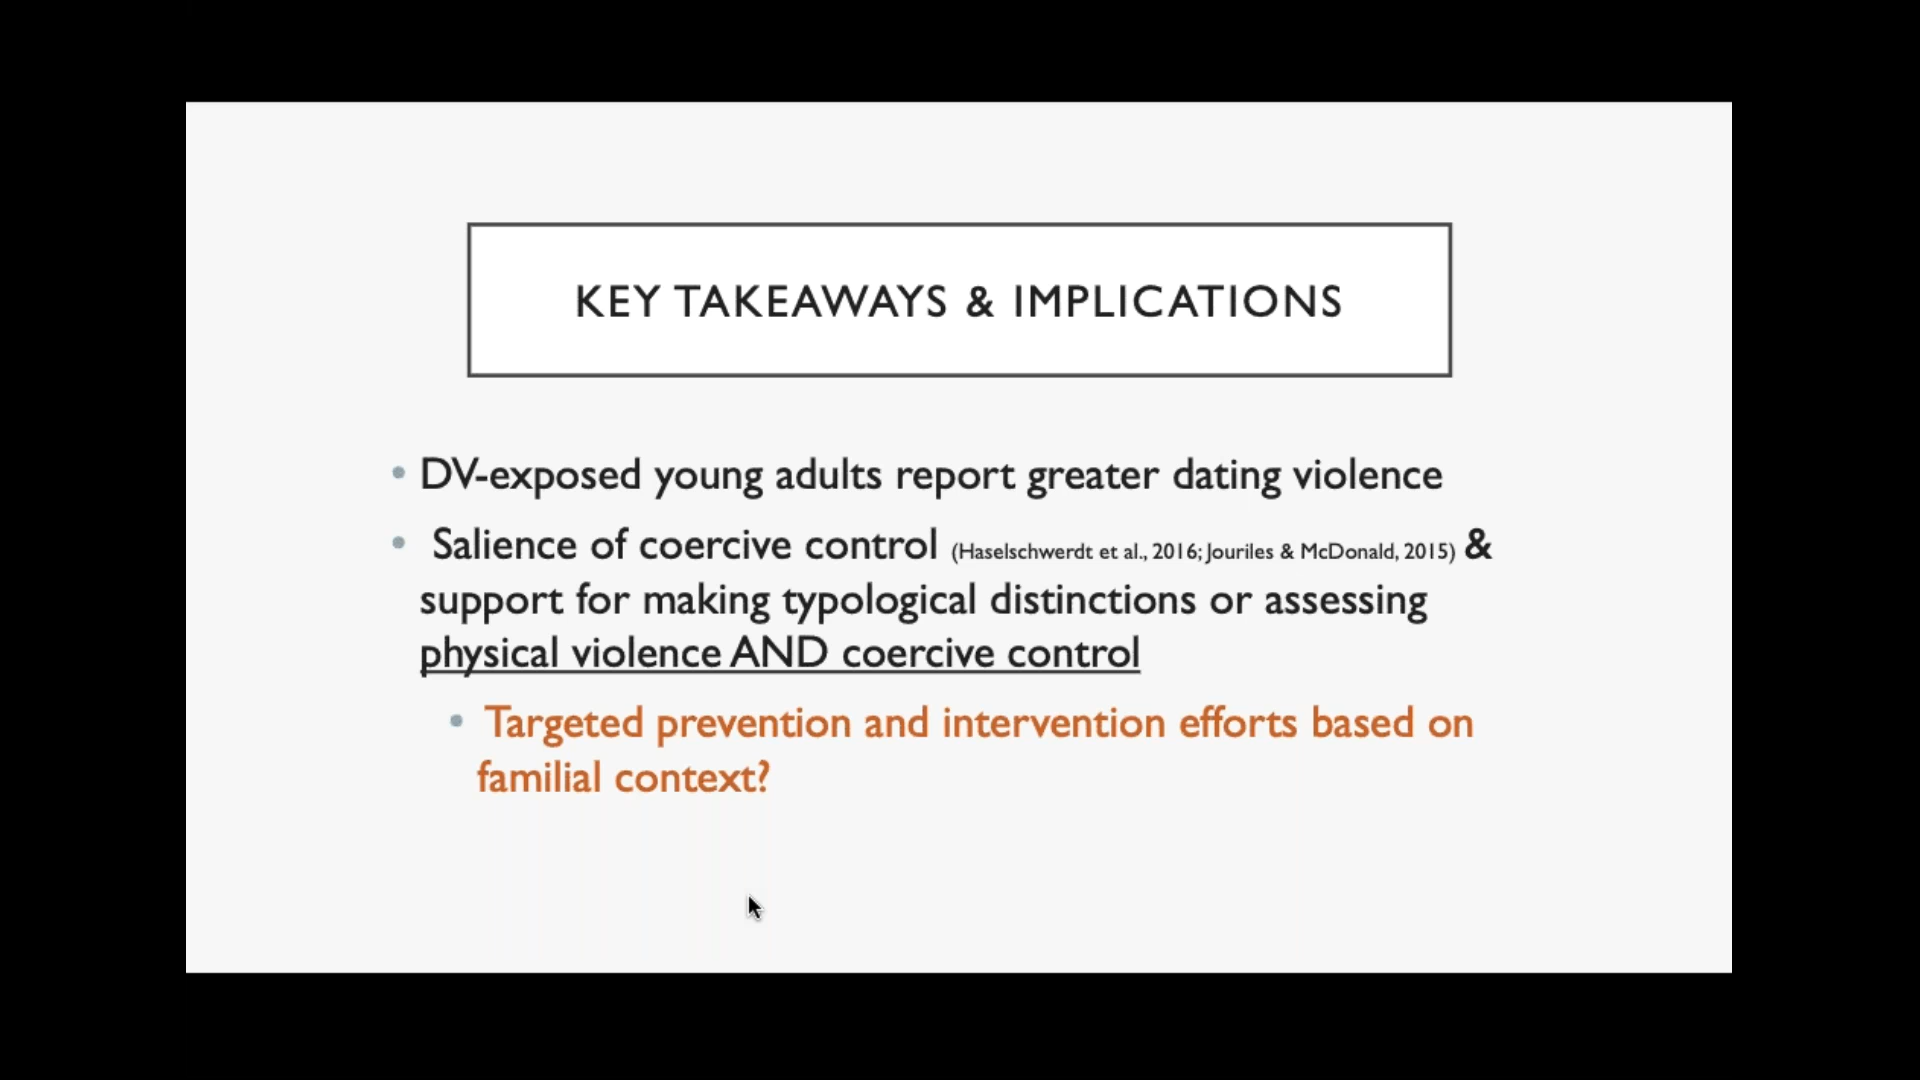 KEY TAKEAWAYS & IMPLICATIONS
• DV-exposed young adults report greater dating violence
• Salience of coercive control (Haselschwerdt et al., 2016; Jouriles & McDonald, 2015) &
support for making typological distinctions or assessing
physical violence AND coercive control
• Targeted prevention and intervention efforts based on
familial context?